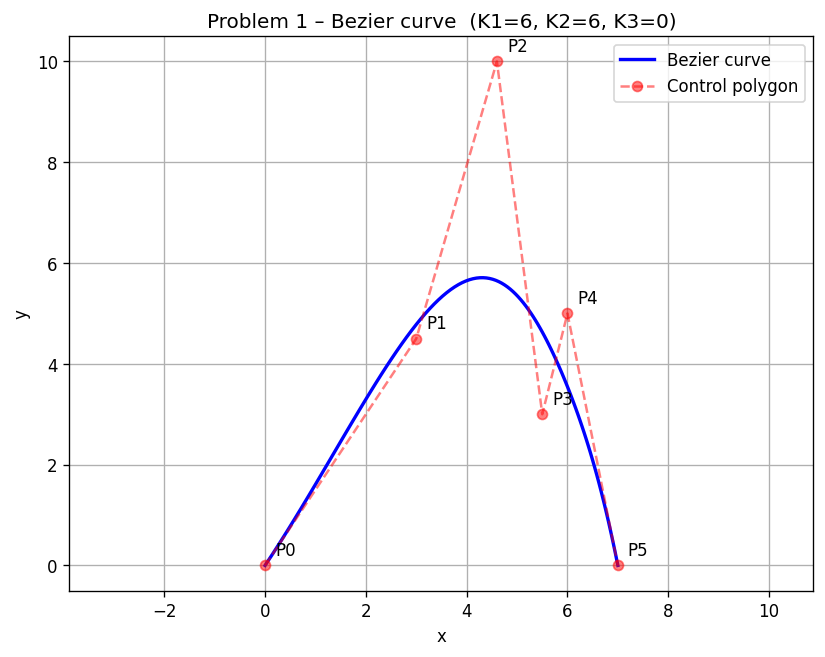 Problem 1 – Bezier curve  (K1=6, K2=6, K3=0)
Bezier curve
Control polygon
P2
P1
P4
P3
P0
P5
y
10
8
6
4
2
0
−2
0
2
4
6
8
10
x